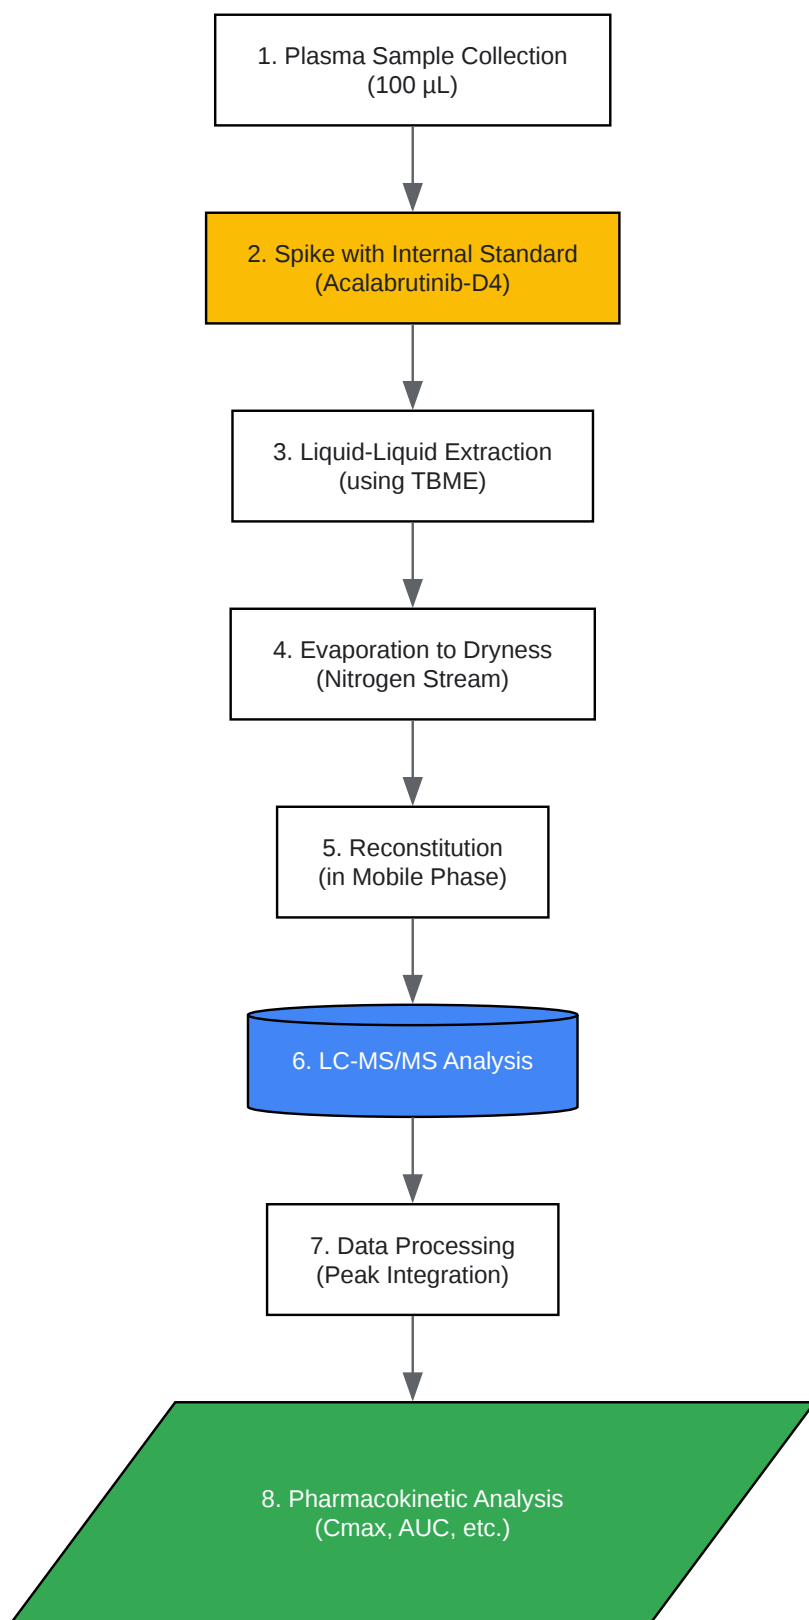 1. Plasma Sample Collection
(100 µL)
2. Spike with Internal Standard
(Acalabrutinib-D4)
3. Liquid-Liquid Extraction
(using TBME)
4. Evaporation to Dryness
(Nitrogen Stream)
5. Reconstitution
(in Mobile Phase)
6. LC-MS/MS Analysis
7. Data Processing
(Peak Integration)
8. Pharmacokinetic Analysis
(Cmax, AUC, etc.)